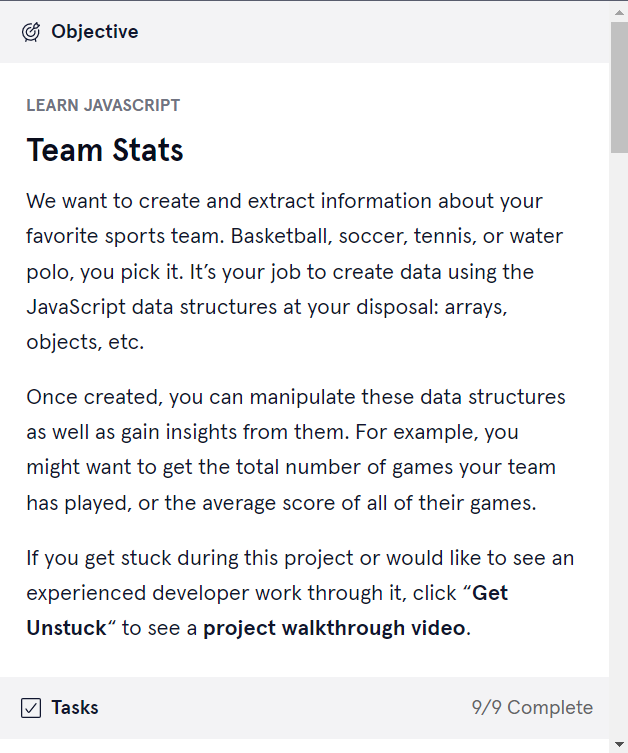 Objective
LEARN JAVASCRIPT
Team Stats
We want to create and extract information about your
favorite sports team. Basketball, soccer, tennis, or water
polo, you pick it. It’s your job to create data using the
JavaScript data structures at your disposal: arrays,
objects, etc.
Once created, you can manipulate these data structures
as well as gain insights from them. For example, you
might want to get the total number of games your team
has played, or the average score of all of their games.
If you get stuck during this project or would like to see an
experienced developer work through it, click “Get
Unstuck“ to see a project walkthrough video.
Tasks 9/9 Complete